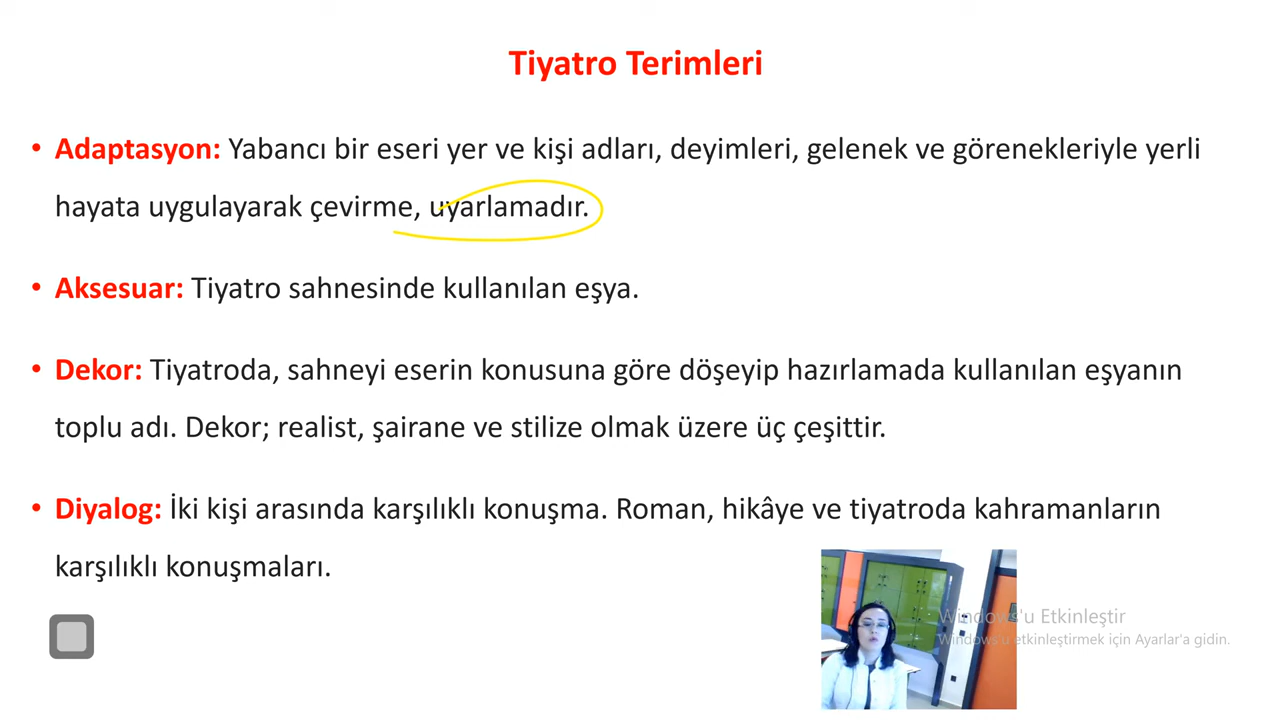 Tiyatro Terimleri
• Adaptasyon: Yabancı bir eseri yer ve kişi adları, deyimleri, gelenek ve görenekleriyle yerli
hayata uygulayarak çevirme, uyarlamadır.
• Aksesuar: Tiyatro sahnesinde kullanılan eşya.
• Dekor: Tiyatroda, sahneyi eserin konusuna göre döşeyip hazırlamada kullanılan eşyanın
toplu adı. Dekor; realist, şairane ve stilize olmak üzere üç çeşittir.
• Diyalog: İki kişi arasında karşılıklı konuşma. Roman, hikâye ve tiyatroda kahramanların
karşılıklı konuşmaları.
Windows'u Etkinleştir
Windows'u etkinleştirmek için Ayarlar'a gidin.